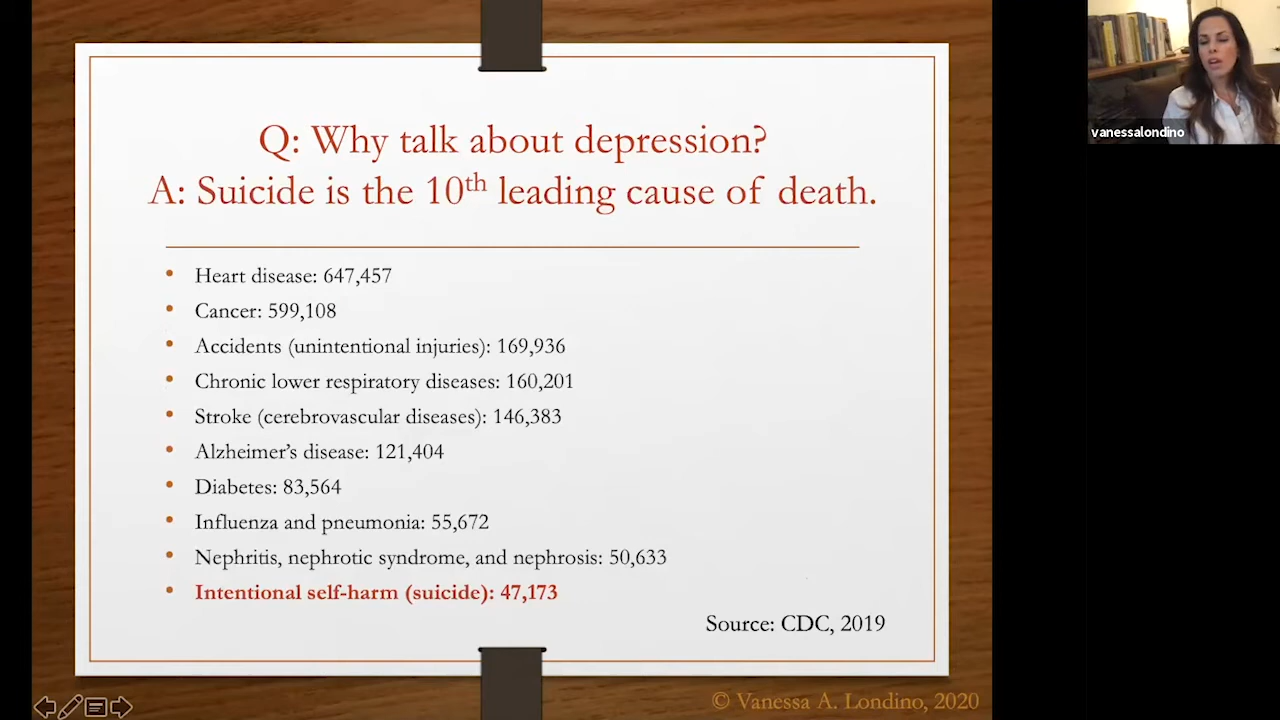 Q: Why talk about depression?
A: Suicide is the 10th leading cause of death.
• Heart disease: 647,457
• Cancer: 599,108
• Accidents (unintentional injuries): 169,936
• Chronic lower respiratory diseases: 160,201
• Stroke (cerebrovascular diseases): 146,383
• Alzheimer’s disease: 121,404
• Diabetes: 83,564
• Influenza and pneumonia: 55,672
• Nephritis, nephrotic syndrome, and nephrosis: 50,633
• Intentional self-harm (suicide): 47,173
Source: CDC, 2019
© Vanessa A. Londino, 2020
vanessalondino